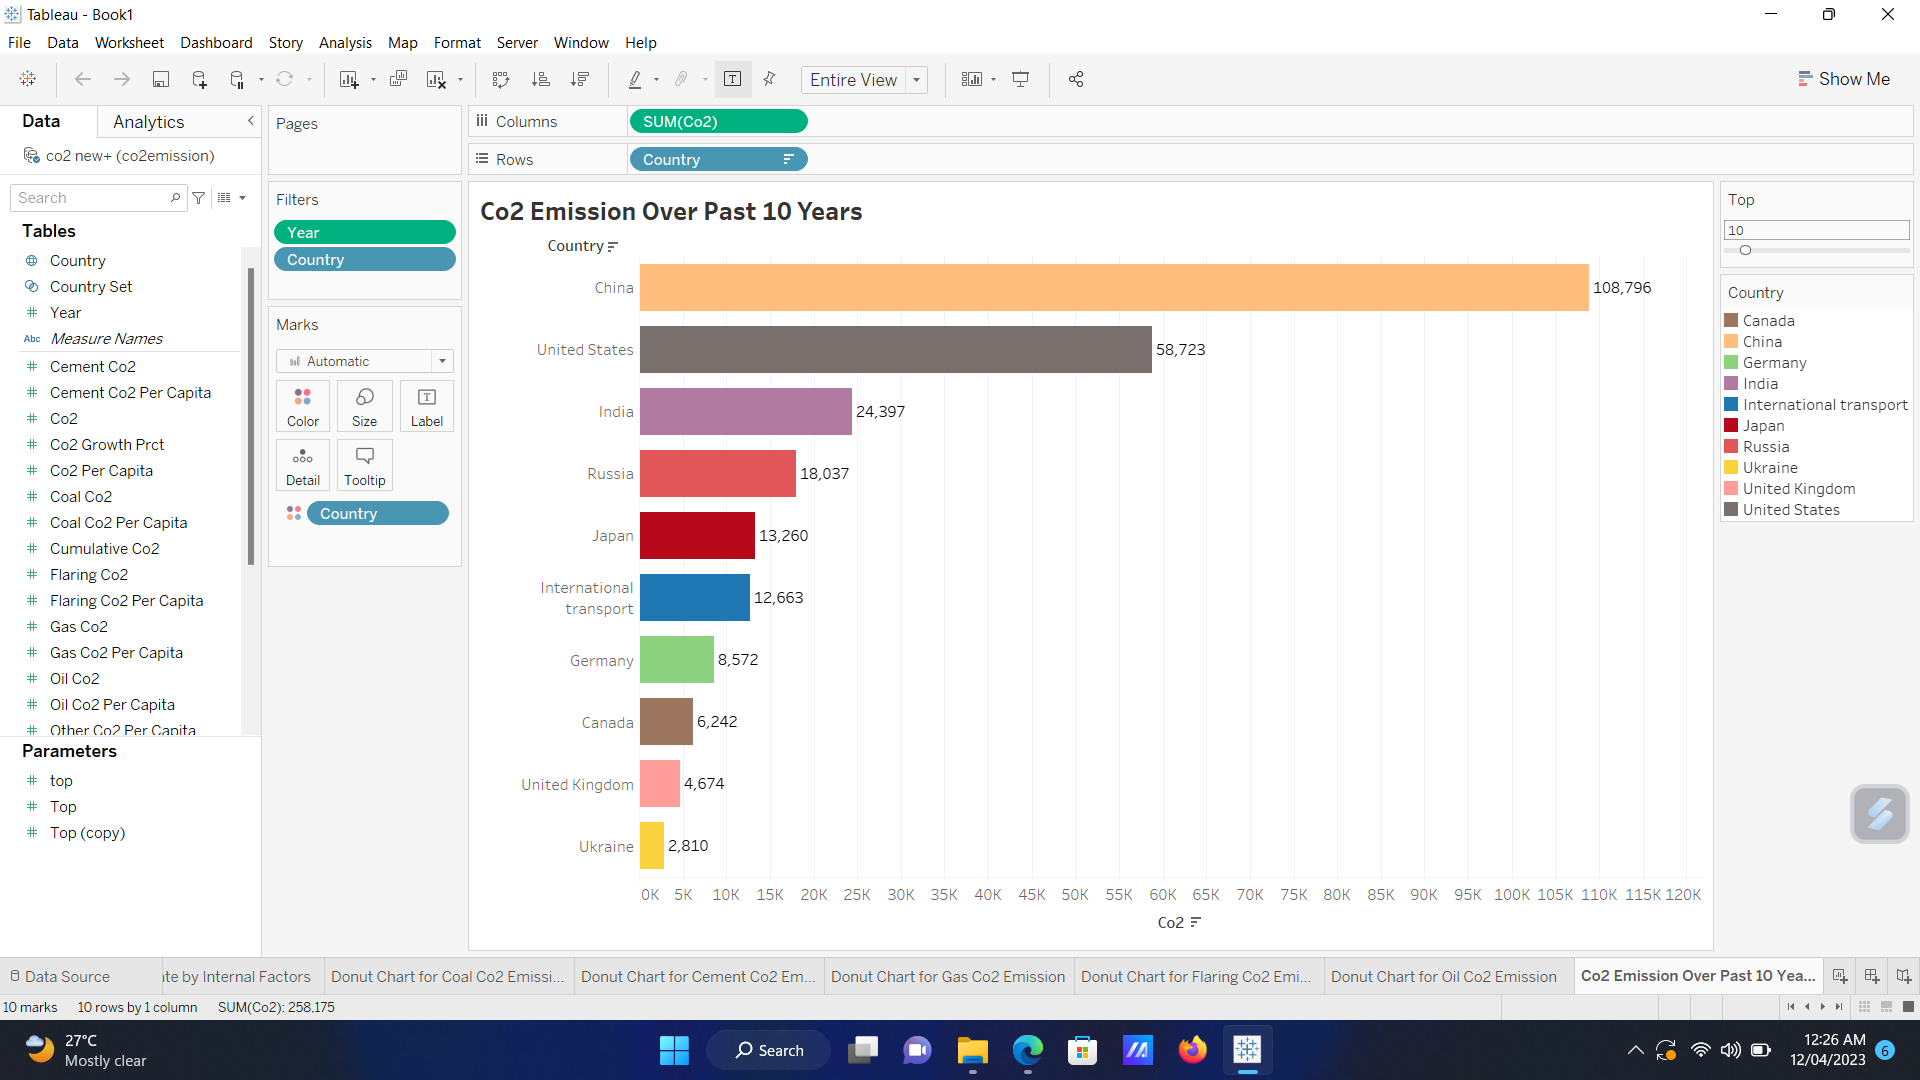 Tableau - Book1
File Data Worksheet Dashboard Story Analysis Map Format Server Window Help
Entire View
Show Me
Data
Analytics
co2 new+ (co2emission)
Search
Tables
Country
Country Set
Year
Abc Measure Names
Cement Co2
Cement Co2 Per Capita
Co2
Co2 Growth Prct
Co2 Per Capita
Coal Co2
Coal Co2 Per Capita
Cumulative Co2
Flaring Co2
Flaring Co2 Per Capita
Gas Co2
Gas Co2 Per Capita
Oil Co2
Oil Co2 Per Capita
Other Co2 Per Capita
Parameters
top
Top
Top (copy)
Pages
Filters
Year
Country
Marks
Automatic
Color Size Label
Detail Tooltip
Country
Columns SUM(Co2)
Rows Country
Co2 Emission Over Past 10 Years
Country
China 108,796
United States 58,723
India 24,397
Russia 18,037
Japan 13,260
International
transport 12,663
Germany 8,572
Canada 6,242
United Kingdom 4,674
Ukraine 2,810
0K 5K 10K 15K 20K 25K 30K 35K 40K 45K 50K 55K 60K 65K 70K 75K 80K 85K 90K 95K 100K 105K 110K 115K 120K
Co2
Top
10
Country
Canada
China
Germany
India
International transport
Japan
Russia
Ukraine
United Kingdom
United States
Data Source te by Internal Factors Donut Chart for Coal Co2 Emissi... Donut Chart for Cement Co2 Em... Donut Chart for Gas Co2 Emission Donut Chart for Flaring Co2 Emi... Donut Chart for Oil Co2 Emission Co2 Emission Over Past 10 Yea...
10 marks 10 rows by 1 column SUM(Co2): 258,175
27°C
Mostly clear
Search
12:26 AM
12/04/2023
6